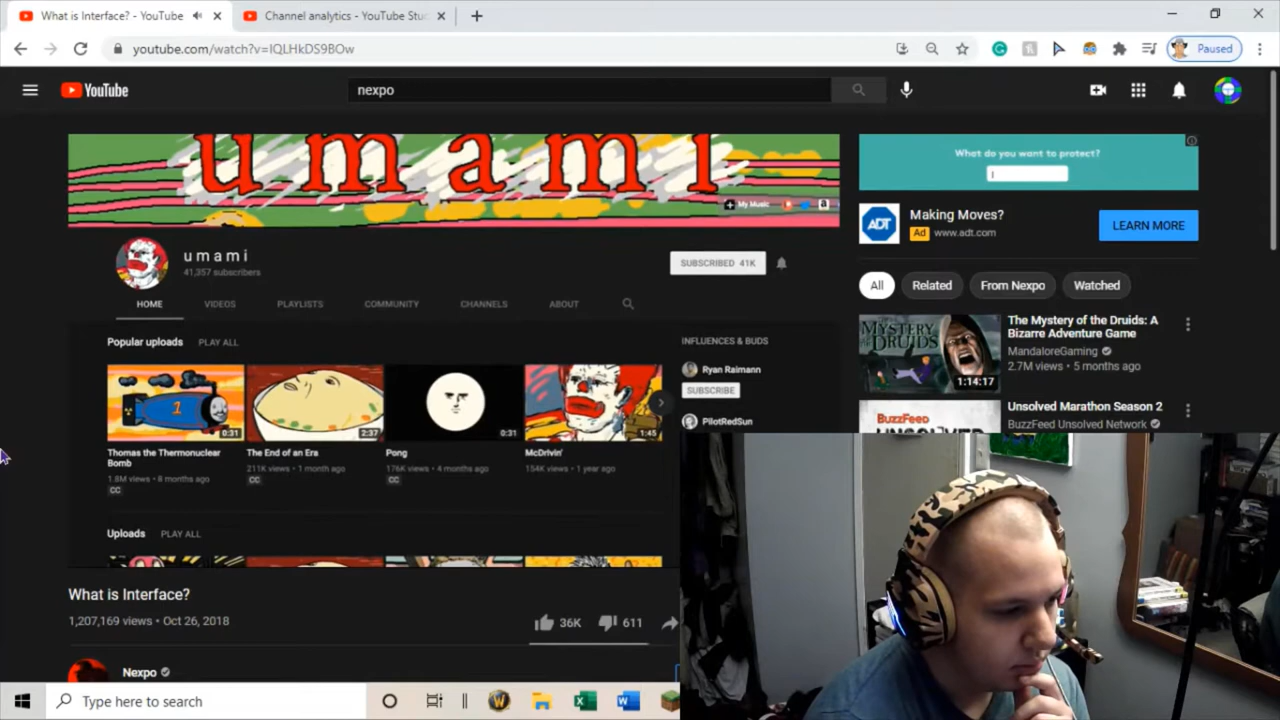 What is Interface? - YouTube
Channel analytics - YouTube Stu
youtube.com/watch?v=IQLHkDS9BOw
Paused
YouTube
nexpo
umami
My Music
What do you want to protect?
ADT
Making Moves?
Ad www.adt.com
LEARN MORE
u m a m i
41,357 subscribers
SUBSCRIBED 41K
HOME VIDEOS PLAYLISTS COMMUNITY CHANNELS ABOUT
All Related From Nexpo Watched
Popular uploads PLAY ALL
INFLUENCES & BUDS
Ryan Raimann
SUBSCRIBE
PilotRedSun
1
0:31
2:37
0:31
1:45
Thomas the Thermonuclear Bomb
1.8M views • 8 months ago
CC
The End of an Era
211K views • 1 month ago
CC
Pong
176K views • 4 months ago
CC
McDrivin'
154K views • 1 year ago
MYSTERY OF THE DRUIDS
1:14:17
The Mystery of the Druids: A
Bizarre Adventure Game
MandaloreGaming
2.7M views • 5 months ago
BuzzFeed
UNSOLVED
Unsolved Marathon Season 2
BuzzFeed Unsolved Network
Uploads PLAY ALL
What is Interface?
1,207,169 views • Oct 26, 2018
36K 611
Nexpo
Type here to search